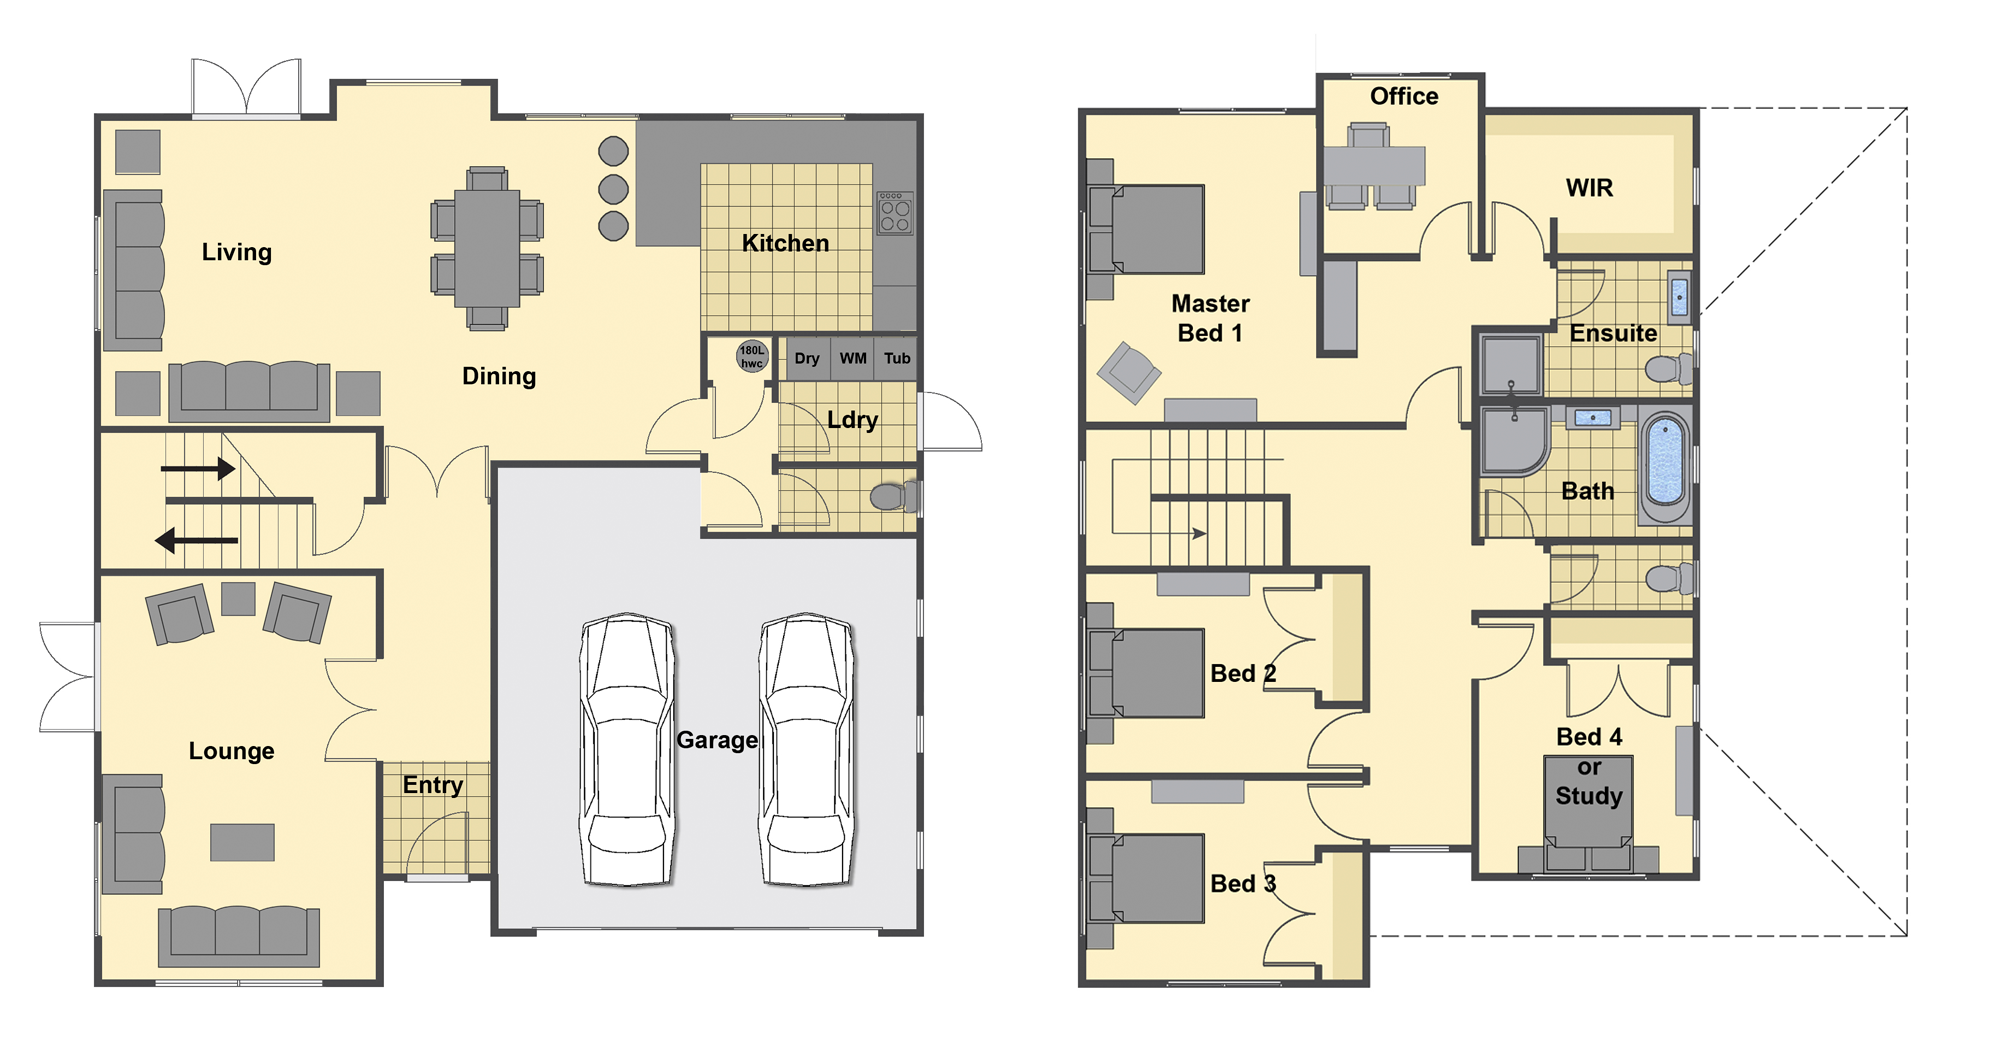 Living
Dining
Kitchen
180L
hwc
Dry
WM
Tub
Ldry
Lounge
Entry
Garage
Office
WIR
Master
Bed 1
Ensuite
Bath
Bed 2
Bed 3
Bed 4
or
Study